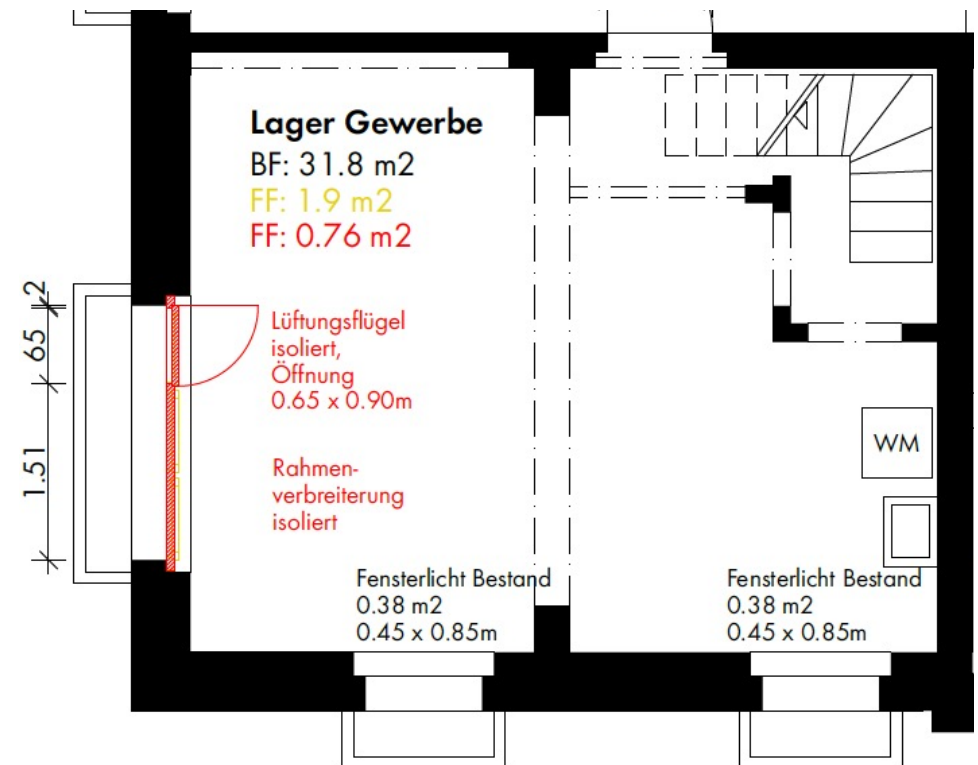 Lager Gewerbe
BF: 31.8 m2
FF: 1.9 m2
FF: 0.76 m2
2
65
1.51
Lüftungsflügel
isoliert,
Öffnung
0.65 x 0.90m
Rahmen-
verbreiterung
isoliert
WM
Fensterlicht Bestand
0.38 m2
0.45 x 0.85m
Fensterlicht Bestand
0.38 m2
0.45 x 0.85m